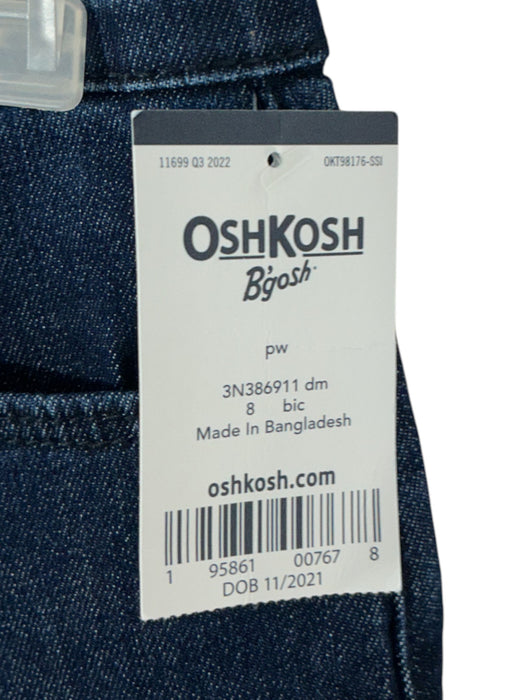 11699 Q3 2022 OKT98176-SSI
OSHKOSH
B'gosh
pw
3N386911 dm
8 bic
Made In Bangladesh
oshkosh.com
1 95861 00767 8
DOB 11/2021